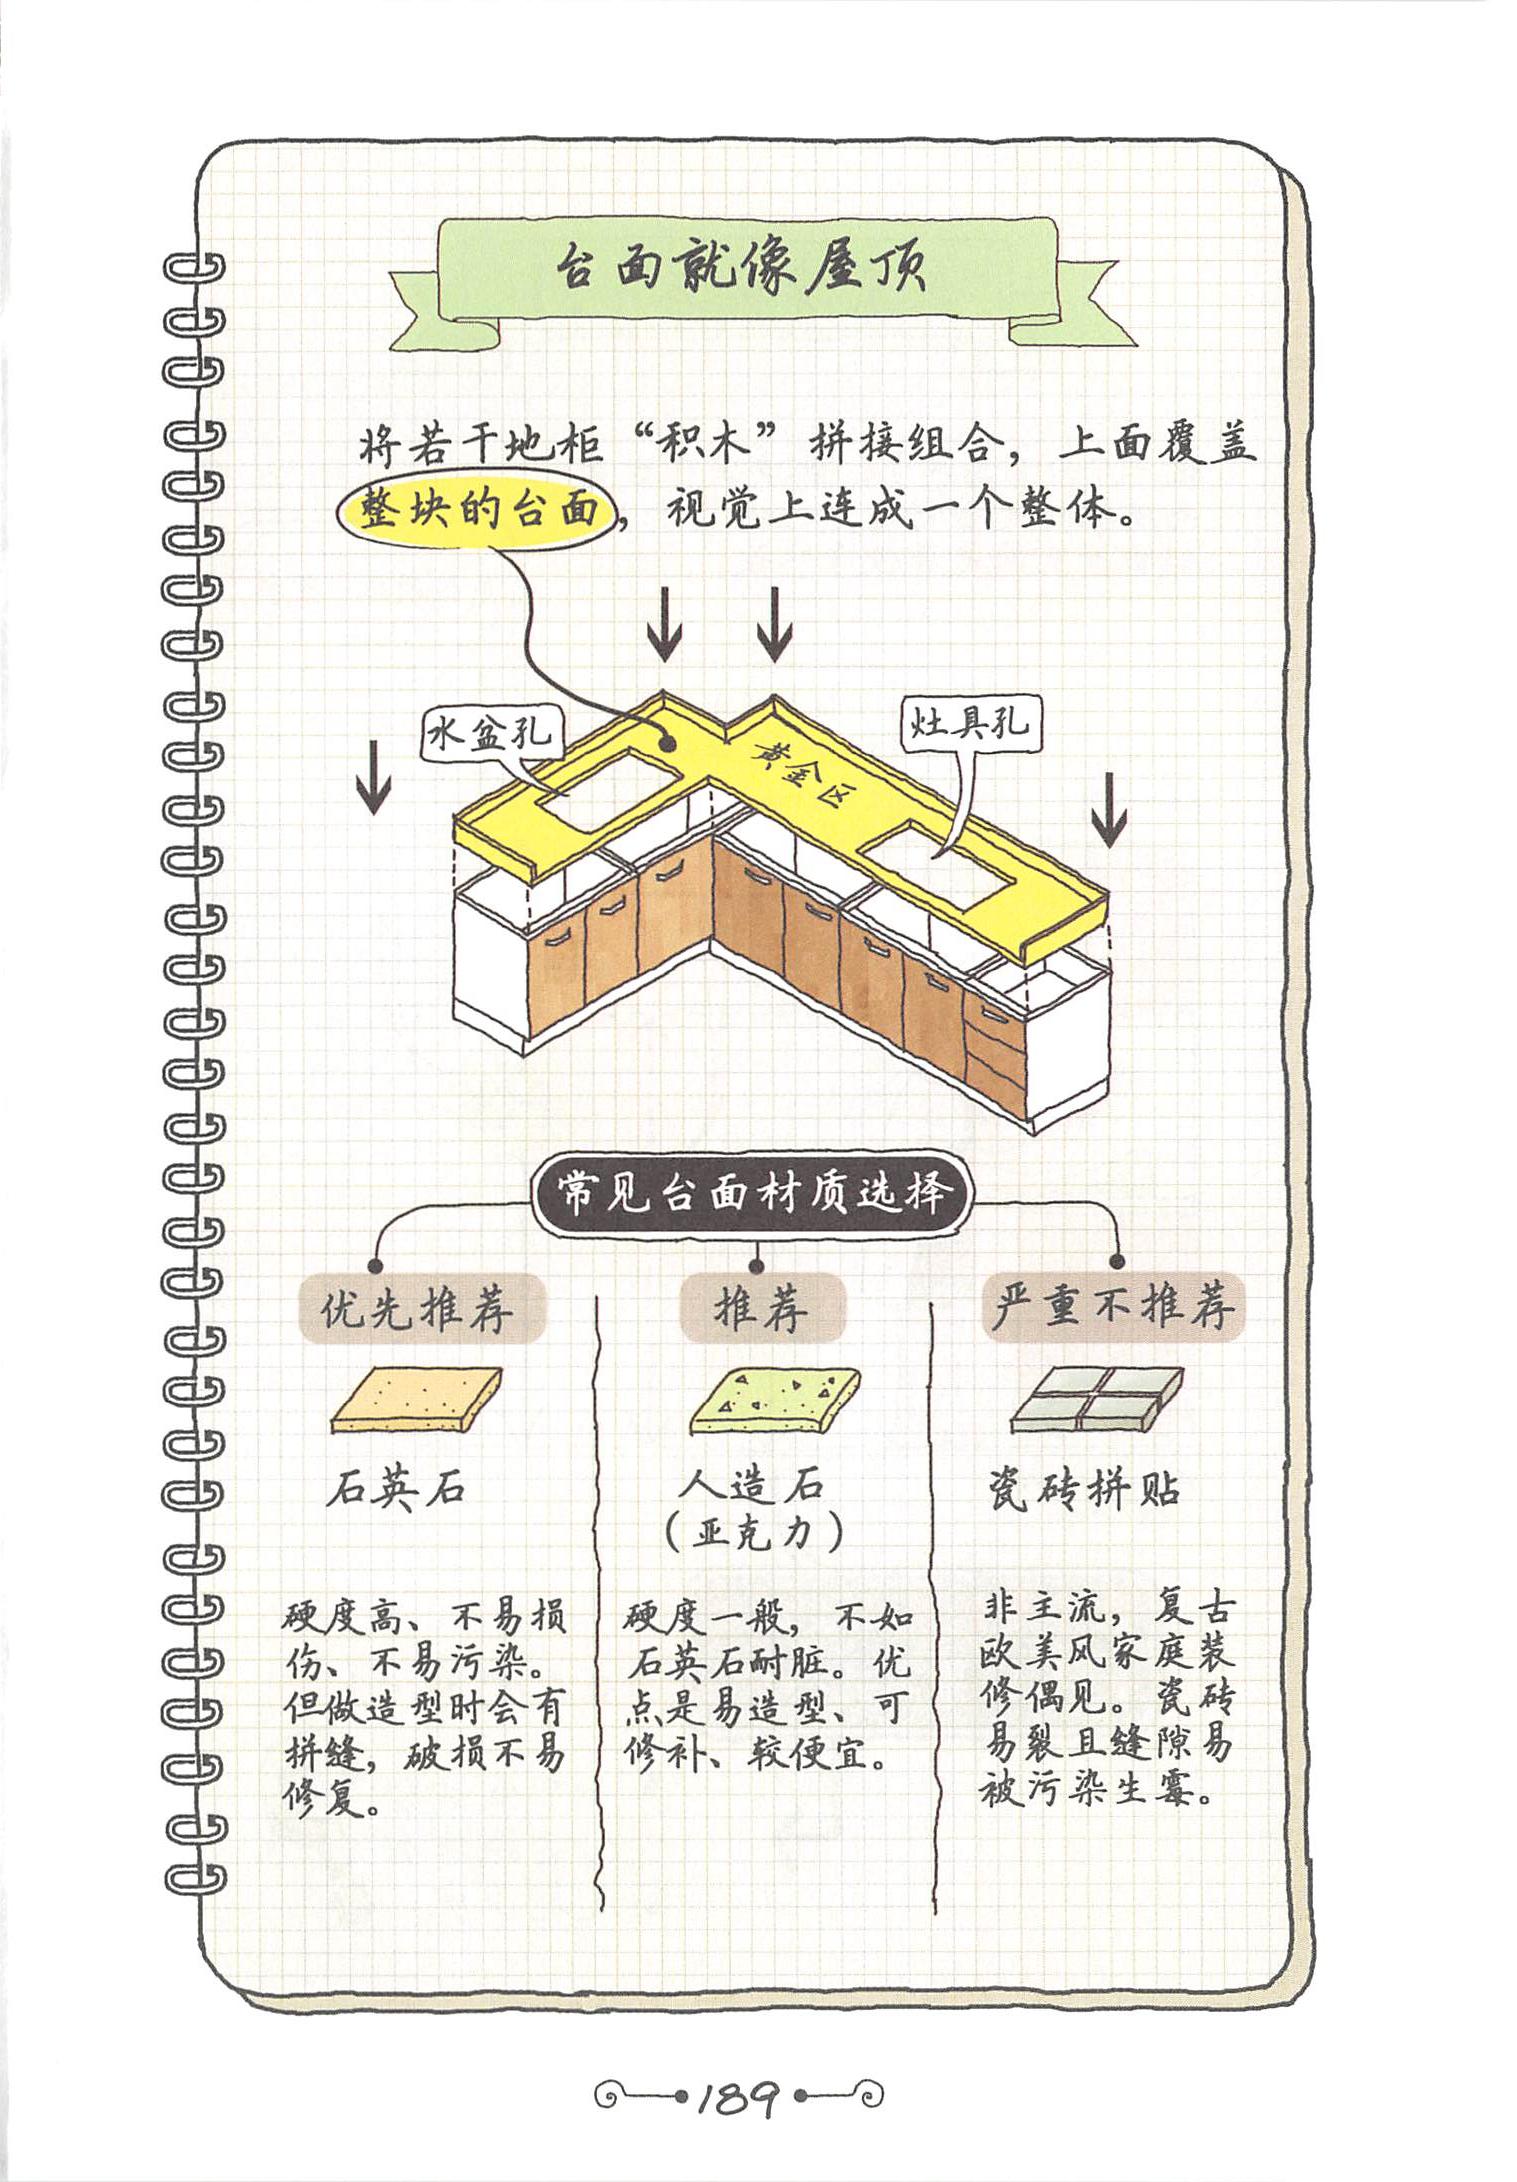 台面就像屋顶
将若干地柜“积木”拼接组合，上面覆盖
整块的台面，视觉上连成一个整体。
水盆孔
灶具孔
黄金区
常见台面材质选择
优先推荐
推荐
严重不推荐
石英石
人造石
（亚克力）
瓷砖拼贴
硬度高、不易损
伤、不易污染。
但做造型时会有
拼缝，破损不易
修复。
硬度一般，不如
石英石耐脏。优
点是易造型、可
修补、较便宜。
非主流，复古
欧美风家庭装
修偶见。瓷砖
易裂且缝隙易
被污染生霉。
189